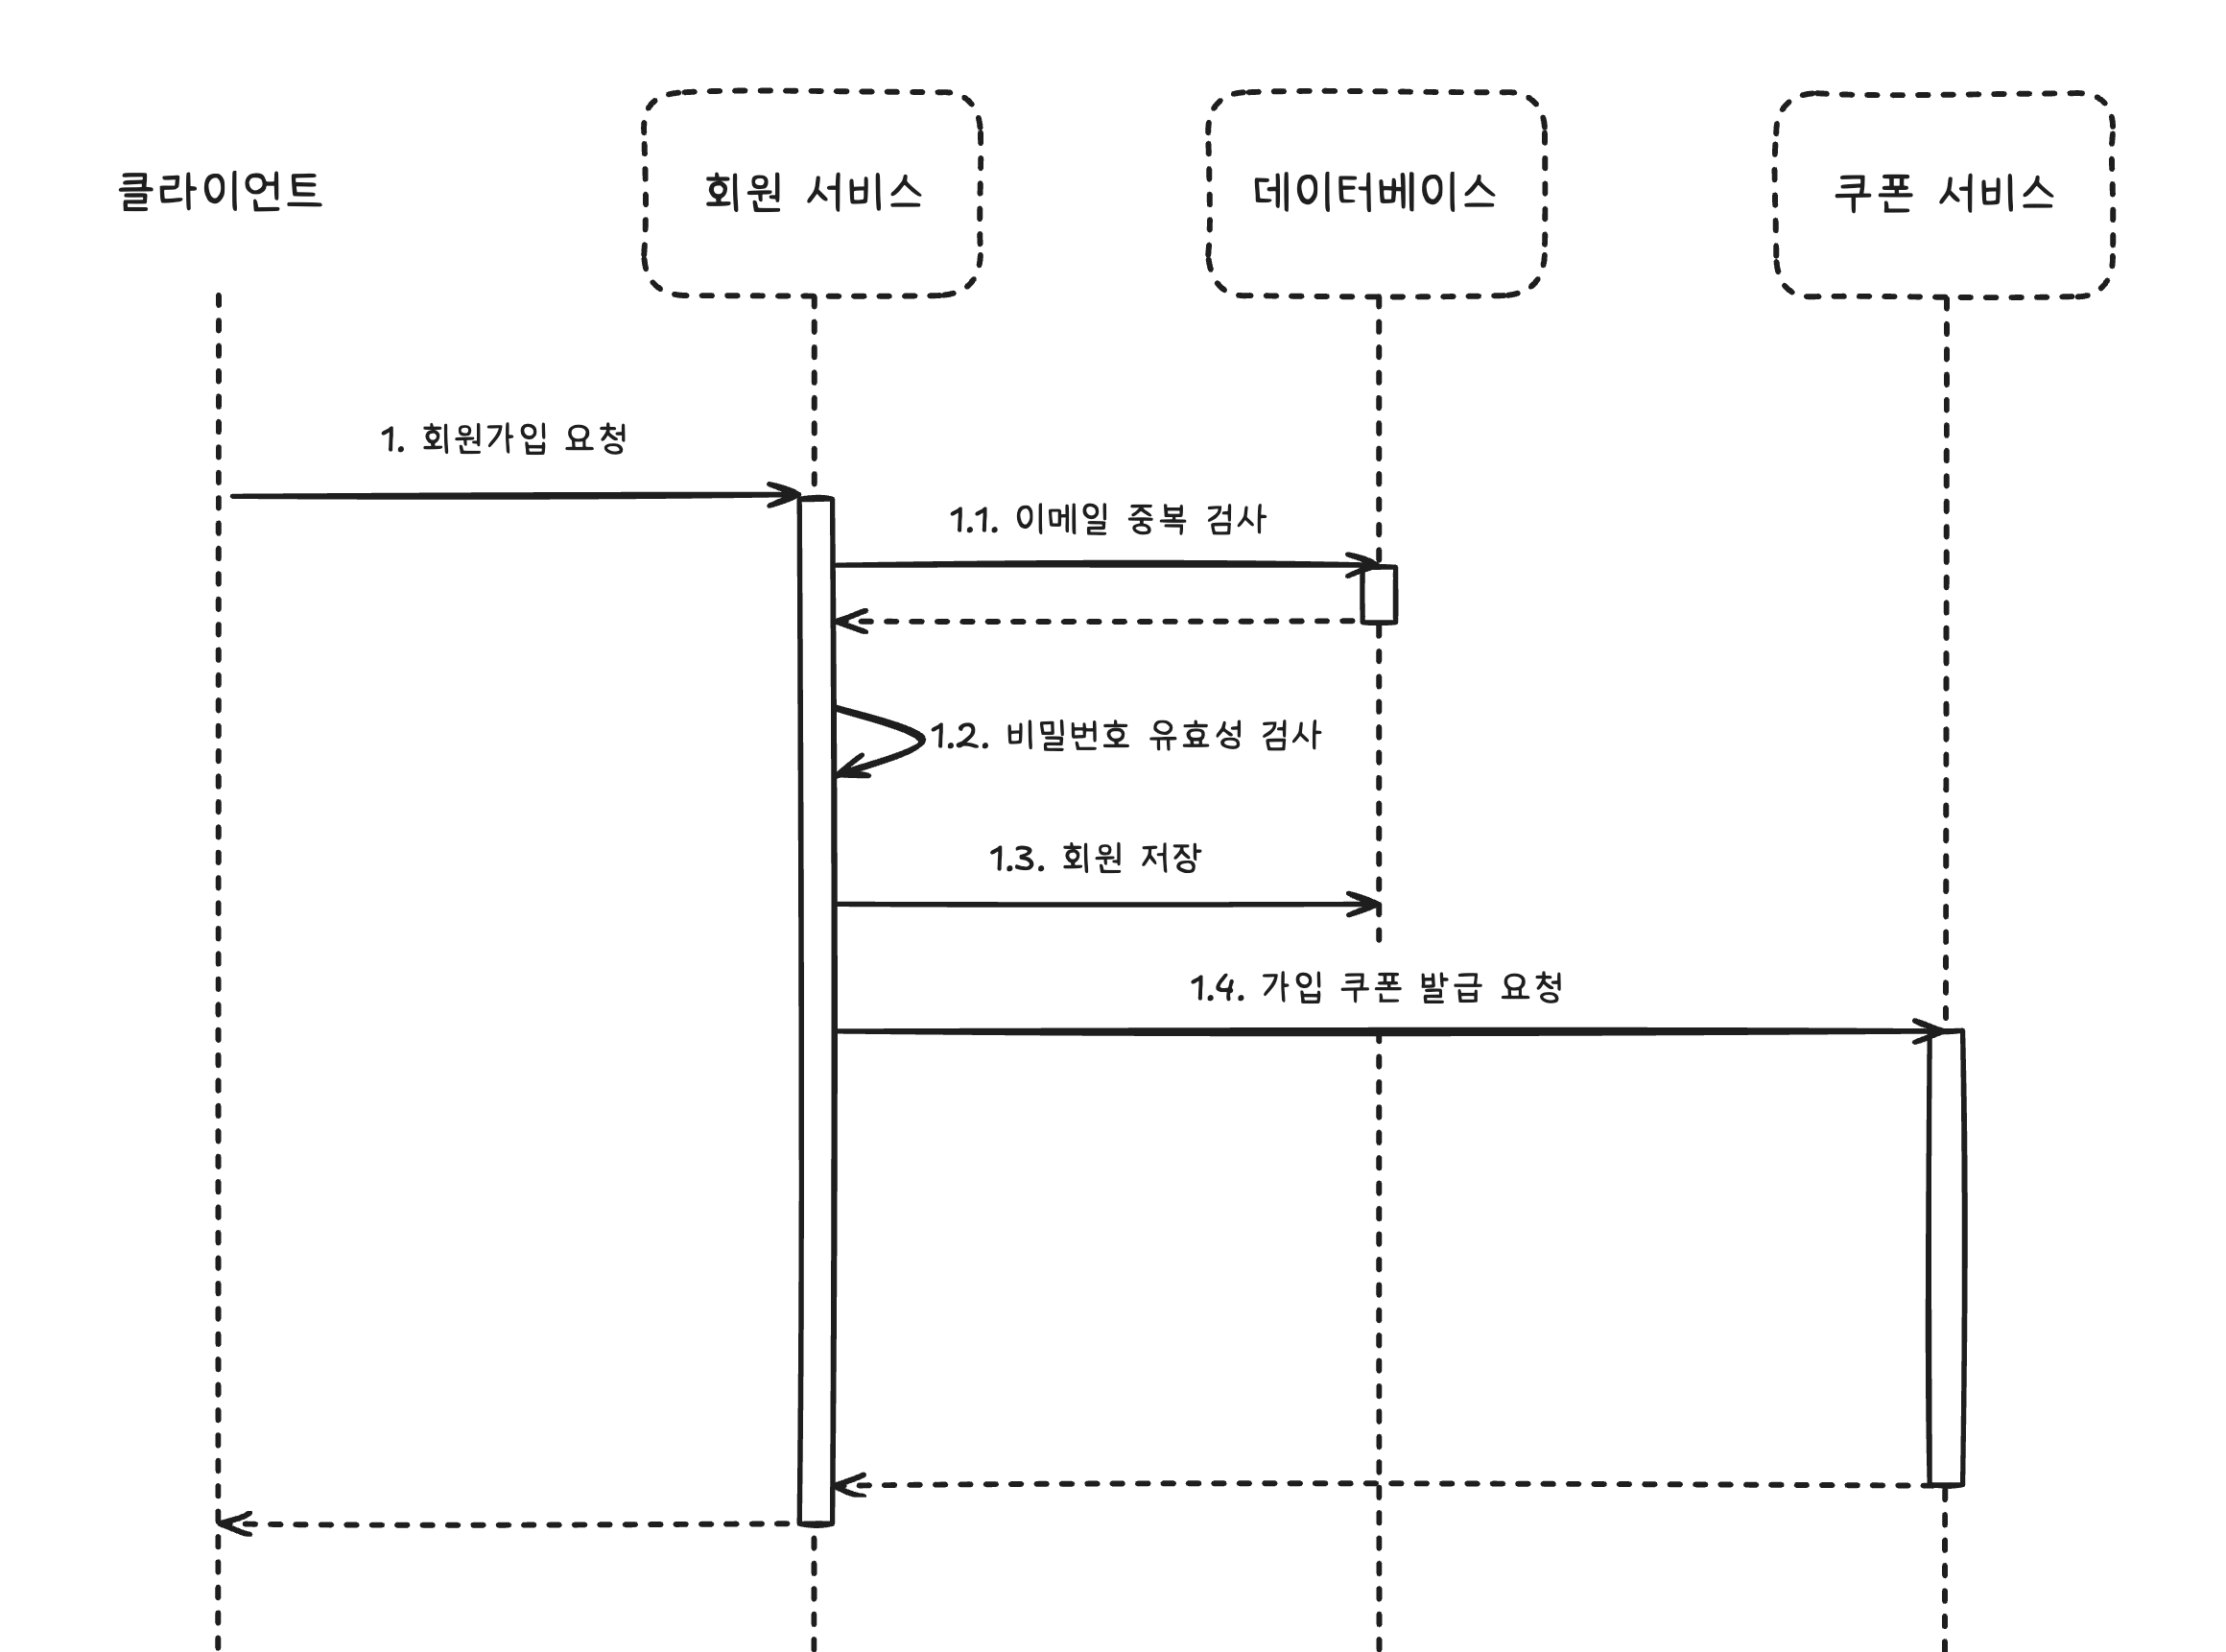 클라이언트
회원 서비스
데이터베이스
쿠폰 서비스
1. 회원가입 요청
1.1. 이메일 중복 검사
1.2. 비밀번호 유효성 검사
1.3. 회원 저장
1.4. 가입 쿠폰 발급 요청